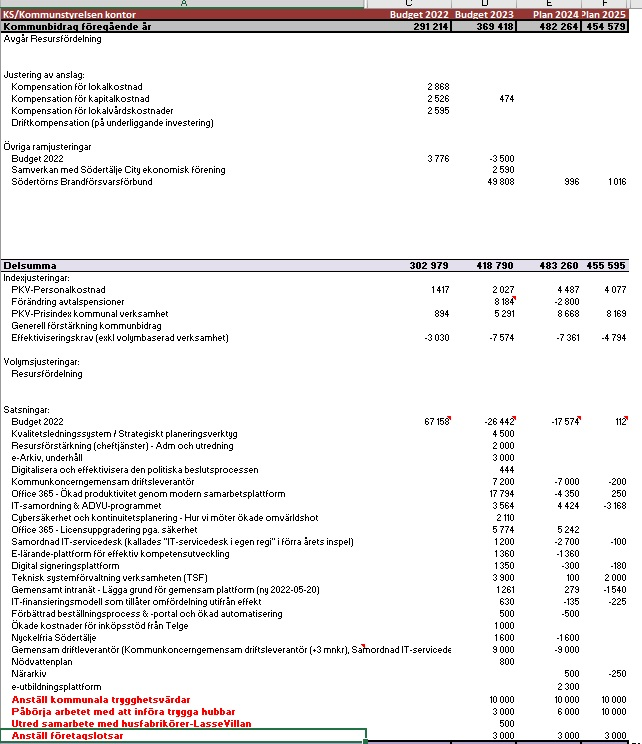 A C D E F
KS/Kommunstyrelsen kontor Budget 2022 Budget 2023 Plan 2024 Plan 2025
Kommunbidrag föregående år 291 214 369 418 482 264 454 579
Avgår Resursfördelning
Justering av anslag:
Kompensation för lokalkostnad 2 868
Kompensation för kapitalkostnad 2 526 474
Kompensation för lokalvårdskostnader 2 595
Driftkompensation (på underliggande investering)
Övriga ramjusteringar
Budget 2022 3 776 -3 500
Samverkan med Södertälje City ekonomisk förening 2 590
Södertörns Brandförsvarsförbund 49 808 996 1 016
Delsumma 302 979 418 790 483 260 455 595
Indexjusteringar:
PKV-Personalkostnad 1 417 2 027 4 487 4 077
Förändring avtalspensioner 8 184 -2 800
PKV-Prisindex kommunal verksamhet 894 5 291 8 668 8 169
Generell förstärkning kommunbidrag
Effektiviseringskrav (exkl volymbaserad verksamhet) -3 030 -7 574 -7 361 -4 794
Volymsjusteringar:
Resursfördelning
Satsningar:
Budget 2022 67 158 -26 442 -17 574 112
Kvalitetsledningssystem / Strategiskt planeringsverktyg 4 500
Resursförstärkning (cheftjänster) - Adm och utredning 2 000
e-Arkiv, underhåll 3 000
Digitalisera och effektivisera den politiska beslutsprocessen 444
Kommunkoncerngemensam driftsleverantör 7 200 -7 000 -200
Office 365 - Ökad produktivitet genom modern samarbetsplattform 17 794 -4 350 250
IT-samordning & ADVU-programmet 3 564 4 424 -3 168
Cybersäkerhet och kontinuitetsplanering - Hur vi möter ökade omvärldshot 2 110
Office 365 - Licensuppgradering pga. säkerhet 5 774 5 242
Samordnad IT-servicedesk (kallades "IT-servicedesk i egen regi" i förra årets inspel) 1 200 -2 700 -100
E-lärande-plattform för effektiv kompetensutveckling 1 360 -1 360
Digital signeringsplattform 1 350 -300 -180
Teknisk systemförvaltning verksamheten (TSF) 3 900 100 2 000
Gemensamt intranät - Lägga grund för gemensam plattform (ny 2022-05-20) 1 261 279 -1 540
IT-finansieringsmodell som tillåter omfördelning utifrån effekt 630 -135 -225
Förbättrad beställningsprocess & -portal och ökad automatisering 500 -500
Ökade kostnader för inköpsstöd från Telge 1 000
Nyckelfria Södertälje 1 600 -1 600
Gemensam driftleverantör (Kommunkoncerngemensam driftsleverantör (+3 mnkr), Samordnad IT-servicede 9 000 -9 000
Nödvattenplan 800
Närarkiv 500 -250
e-utbildningsplattform 2 300
Anställ kommunala trygghetsvärdar 10 000 10 000 10 000
Påbörja arbetet med att införa trygga hubbar 3 000 6 000 10 000
Utred samarbete med husfabrikörer-LasseVillan 500
Anställ företagslotsar 3 000 3 000 3 000